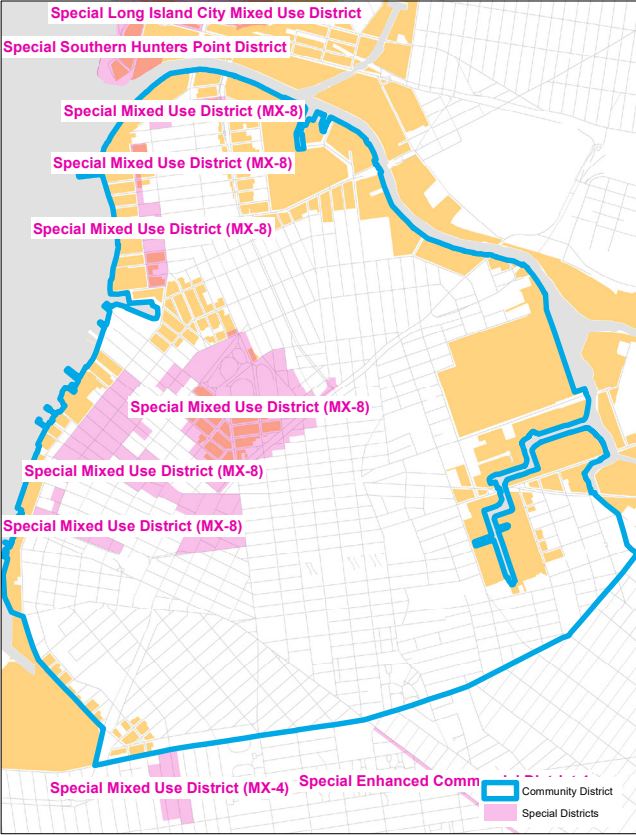 Special Long Island City Mixed Use District
Special Southern Hunters Point District
Special Mixed Use District (MX-8)
Special Mixed Use District (MX-8)
Special Mixed Use District (MX-8)
Special Mixed Use District (MX-8)
Special Mixed Use District (MX-8)
Special Mixed Use District (MX-8)
Special Mixed Use District (MX-4)
Special Enhanced
Community District
Special Districts